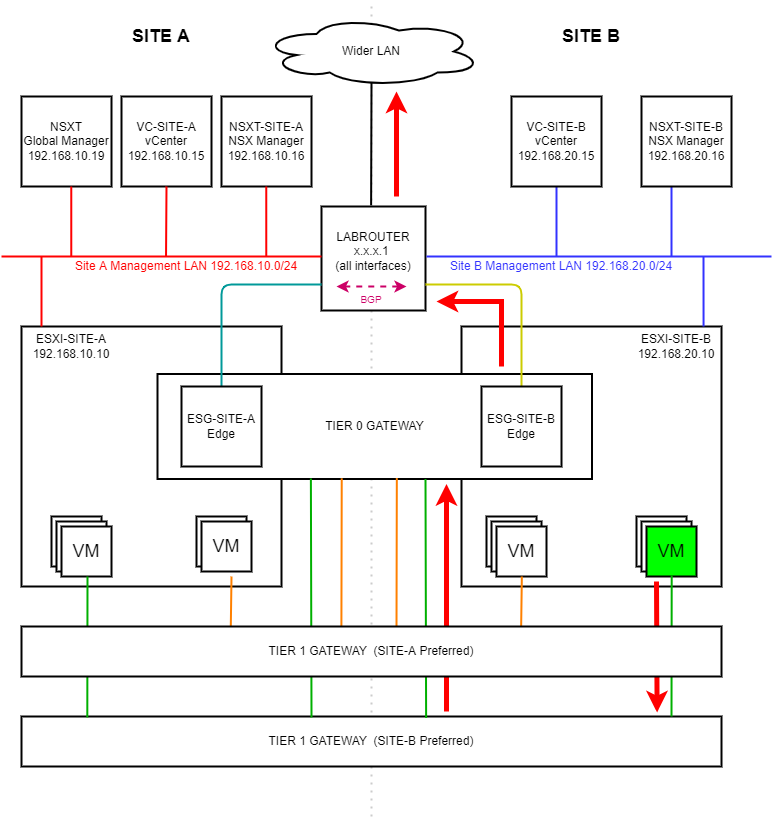 SITE A
SITE B
Wider LAN
NSXT
Global Manager
192.168.10.19
VC-SITE-A
vCenter
192.168.10.15
NSXT-SITE-A
NSX Manager
192.168.10.16
VC-SITE-B
vCenter
192.168.20.15
NSXT-SITE-B
NSX Manager
192.168.20.16
LABROUTER
x.x.x.1
(all interfaces)
BGP
Site A Management LAN 192.168.10.0/24
Site B Management LAN 192.168.20.0/24
ESXI-SITE-A
192.168.10.10
ESXI-SITE-B
192.168.20.10
ESG-SITE-A
Edge
TIER 0 GATEWAY
ESG-SITE-B
Edge
VM
VM
VM
VM
TIER 1 GATEWAY (SITE-A Preferred)
TIER 1 GATEWAY (SITE-B Preferred)